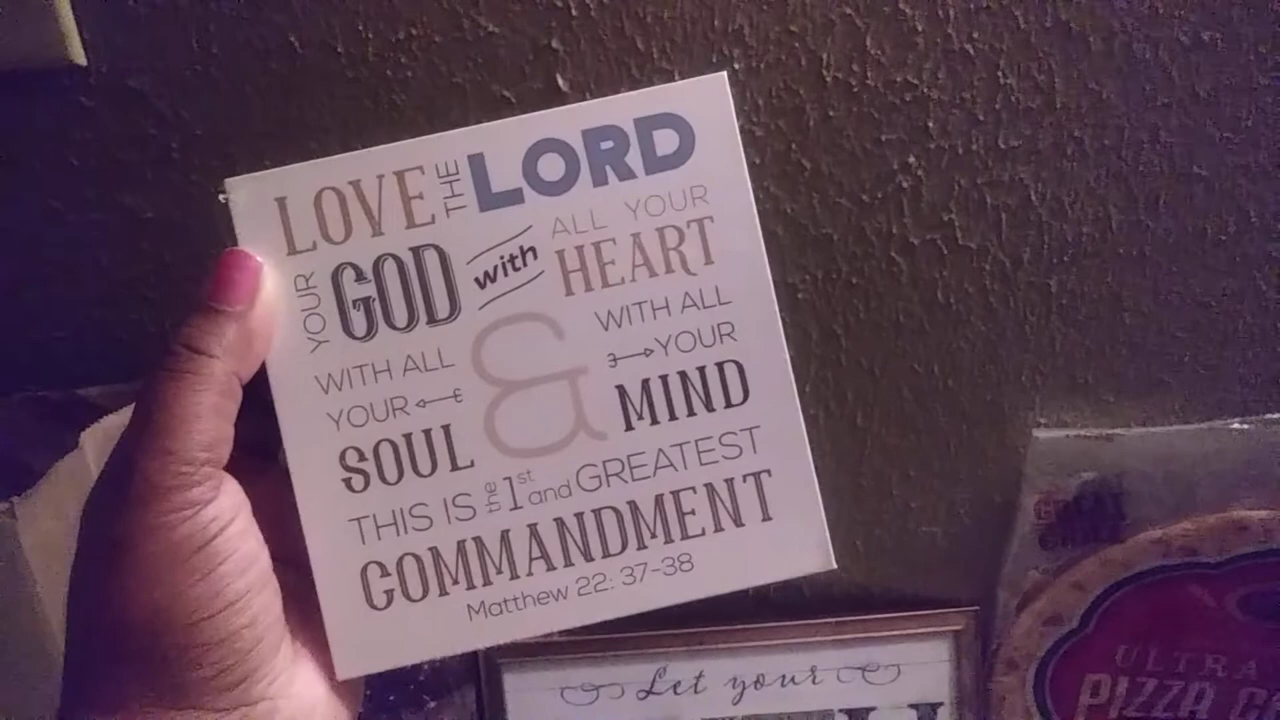 LOVE THE LORD
YOUR GOD with ALL YOUR HEART
WITH ALL YOUR SOUL
&
WITH ALL YOUR MIND
THIS IS the 1st and GREATEST
COMMANDMENT
Matthew 22: 37-38
Let your
ULTRA
PIZZA